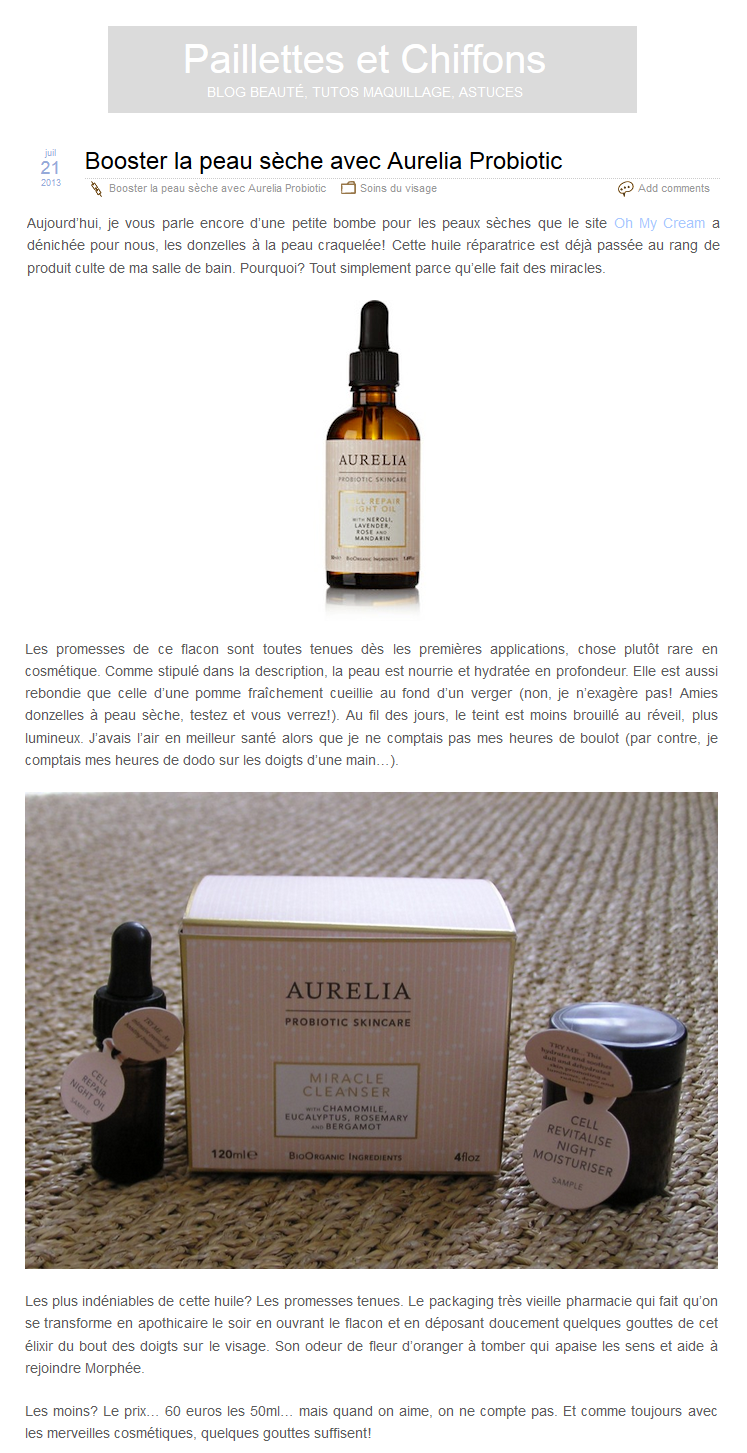 Paillettes et Chiffons
BLOG BEAUTÉ, TUTOS MAQUILLAGE, ASTUCES
juil
21
2013
Booster la peau sèche avec Aurelia Probiotic
Booster la peau sèche avec Aurelia Probiotic Soins du visage Add comments
Aujourd'hui, je vous parle encore d'une petite bombe pour les peaux sèches que le site Oh My Cream a
dénichée pour nous, les donzelles à la peau craquelée! Cette huile réparatrice est déjà passée au rang de
produit culte de ma salle de bain. Pourquoi? Tout simplement parce qu'elle fait des miracles.
AURELIA
PROBIOTIC SKINCARE
CELL REPAIR
NIGHT OIL
WITH NEROLI,
LAVENDER,
ROSE AND
MANDARIN
BIOORGANIC INGREDIENTS
Les promesses de ce flacon sont toutes tenues dès les premières applications, chose plutôt rare en
cosmétique. Comme stipulé dans la description, la peau est nourrie et hydratée en profondeur. Elle est aussi
rebondie que celle d'une pomme fraîchement cueillie au fond d'un verger (non, je n'exagère pas! Amies
donzelles à peau sèche, testez et vous verrez!). Au fil des jours, le teint est moins brouillé au réveil, plus
lumineux. J'avais l'air en meilleur santé alors que je ne comptais pas mes heures de boulot (par contre, je
comptais mes heures de dodo sur les doigts d'une main…).
AURELIA
PROBIOTIC SKINCARE
MIRACLE
CLEANSER
WITH CHAMOMILE,
EUCALYPTUS, ROSEMARY
AND BERGAMOT
120ml℮ BIOORGANIC INGREDIENTS 4floz
CELL
REPAIR
NIGHT OIL
SAMPLE
TRY ME... This
hydrates and soothes
dull and dehydrated
CELL
REVITALISE
NIGHT
MOISTURISER
SAMPLE
Les plus indéniables de cette huile? Les promesses tenues. Le packaging très vieille pharmacie qui fait qu'on
se transforme en apothicaire le soir en ouvrant le flacon et en déposant doucement quelques gouttes de cet
élixir du bout des doigts sur le visage. Son odeur de fleur d'oranger à tomber qui apaise les sens et aide à
rejoindre Morphée.
Les moins? Le prix… 60 euros les 50ml… mais quand on aime, on ne compte pas. Et comme toujours avec
les merveilles cosmétiques, quelques gouttes suffisent!